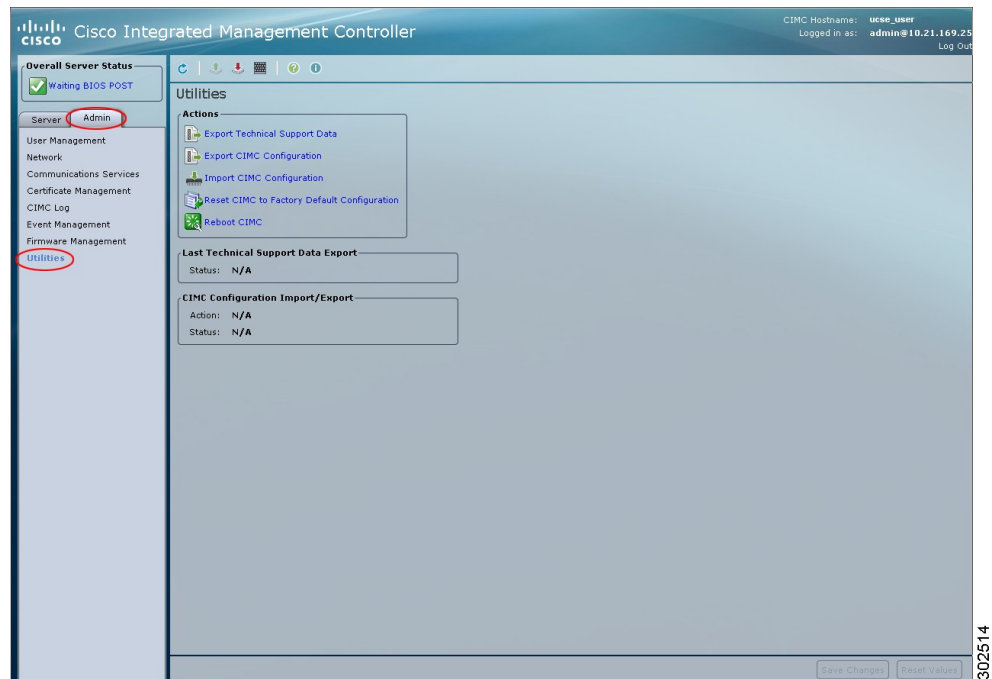 CISCO
Cisco Integrated Management Controller
CIMC Hostname: ucse_user
Logged in as: admin@10.21.169.25
Log Out
Overall Server Status
Waiting BIOS POST
Server
Admin
User Management
Network
Communications Services
Certificate Management
CIMC Log
Event Management
Firmware Management
Utilities
Utilities
Actions
Export Technical Support Data
Export CIMC Configuration
Import CIMC Configuration
Reset CIMC to Factory Default Configuration
Reboot CIMC
Last Technical Support Data Export
Status: N/A
CIMC Configuration Import/Export
Action: N/A
Status: N/A
Save Changes
Reset Values
302514